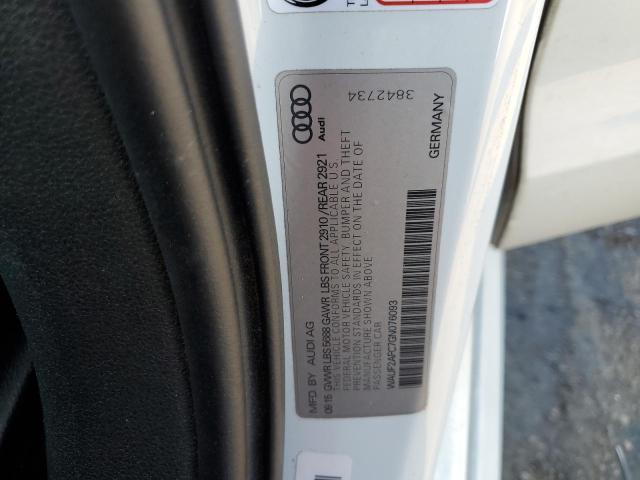 MFD BY AUDI AG
09 15 GVWR LBS 5688 GAWR LBS FRONT 2910/REAR 2921
THIS VEHICLE CONFORMS TO ALL APPLICABLE U.S.
FEDERAL MOTOR VEHICLE SAFETY, BUMPER AND THEFT
PREVENTION STANDARDS IN EFFECT ON THE DATE OF
MANUFACTURE SHOWN ABOVE
PASSENGER CAR
WAUF2AFC7GN076093
GERMANY
Audi
3842734